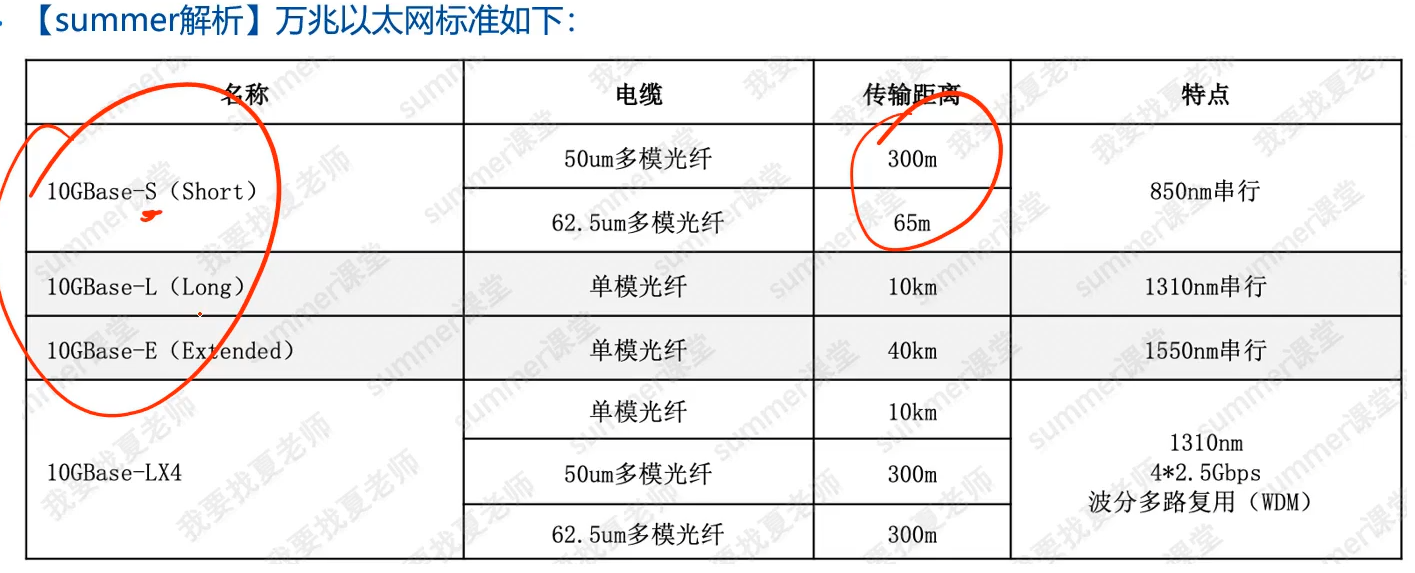 【summer解析】万兆以太网标准如下：
名称 电缆 传输距离 特点
10GBase-S（Short） 50um多模光纤 300m 850nm串行
62.5um多模光纤 65m
10GBase-L（Long） 单模光纤 10km 1310nm串行
10GBase-E（Extended） 单模光纤 40km 1550nm串行
10GBase-LX4 单模光纤 10km 1310nm
4*2.5Gbps
波分多路复用（WDM）
50um多模光纤 300m
62.5um多模光纤 300m
summer课堂
我要找夏老师